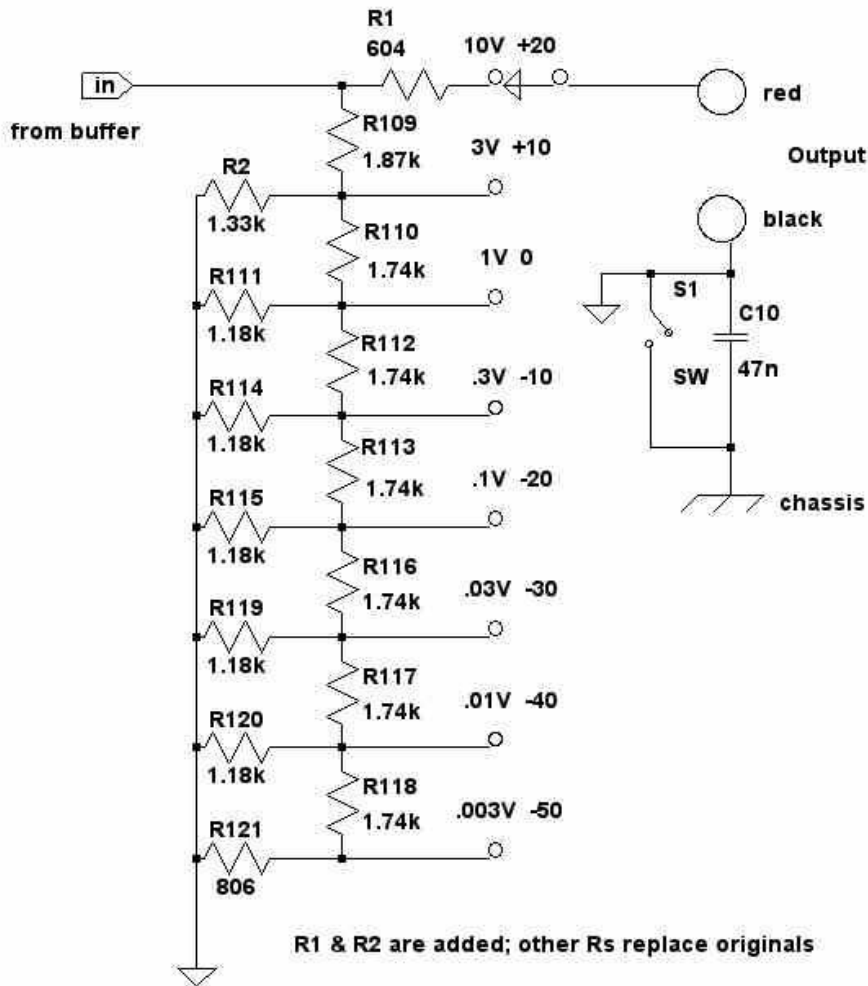 R1
604
10V +20
in
red
from buffer
R109
1.87k
3V +10
Output
R2
1.33k
black
R110
1.74k
1V 0
R111
1.18k
S1
C10
R112
1.74k
.3V -10
SW
47n
R114
1.18k
R113
1.74k
.1V -20
chassis
R115
1.18k
R116
1.74k
.03V -30
R119
1.18k
R117
1.74k
.01V -40
R120
1.18k
R118
1.74k
.003V -50
R121
806
R1 & R2 are added; other Rs replace originals